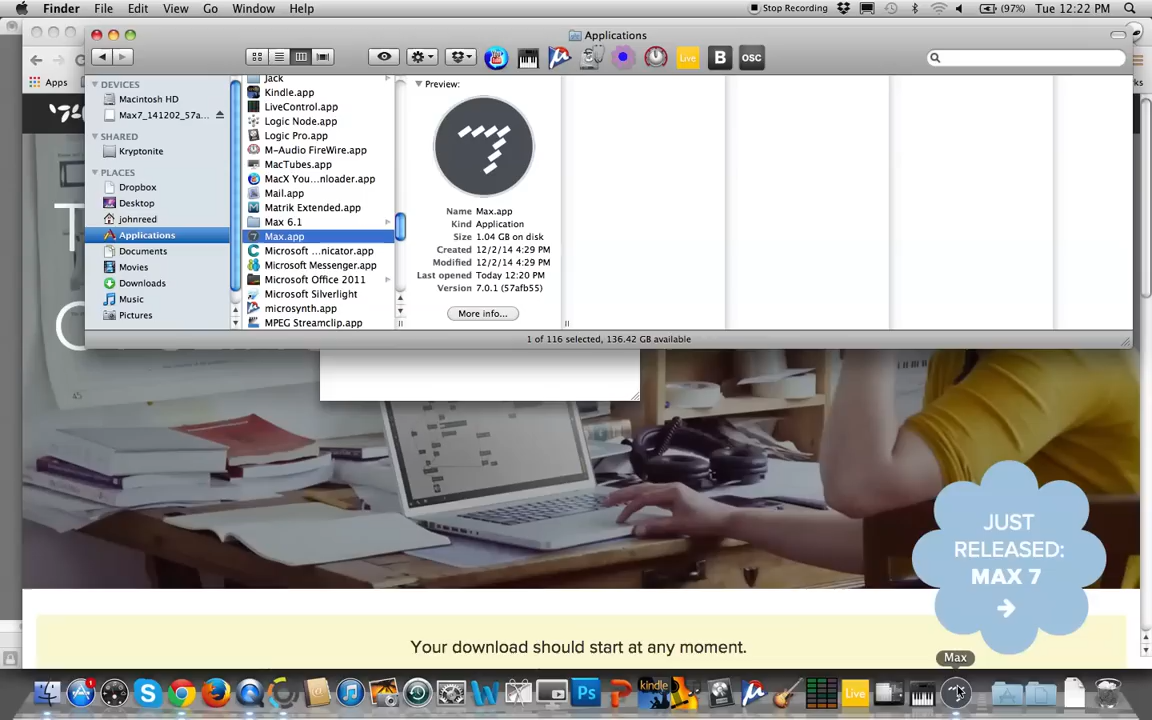 Finder File Edit View Go Window Help
Stop Recording (97%) Tue 12:22 PM
Applications
Live B OSC
Apps
DEVICES
Macintosh HD
Max7_141202_57a...
SHARED
Kryptonite
PLACES
Dropbox
Desktop
johnreed
Applications
Documents
Movies
Downloads
Music
Pictures
Jack
Kindle.app
LiveControl.app
Logic Node.app
Logic Pro.app
M-Audio FireWire.app
MacTubes.app
MacX You...nloader.app
Mail.app
Matrik Extended.app
Max 6.1
Max.app
Microsoft ...nicator.app
Microsoft Messenger.app
Microsoft Office 2011
Microsoft Silverlight
microsynth.app
MPEG Streamclip.app
Preview:
Name Max.app
Kind Application
Size 1.04 GB on disk
Created 12/2/14 4:29 PM
Modified 12/2/14 4:29 PM
Last opened Today 12:20 PM
Version 7.0.1 (57afb55)
More info...
1 of 116 selected, 136.42 GB available
JUST
RELEASED:
MAX 7
Your download should start at any moment.
Max
kindle
Live